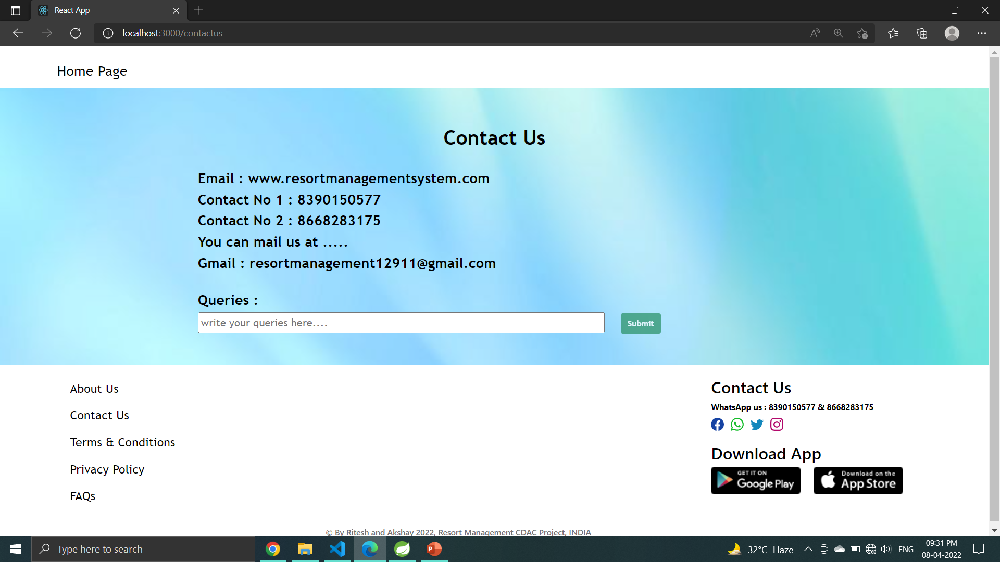 React App
localhost:3000/contactus
Home Page
Contact Us
Email : www.resortmanagementsystem.com
Contact No 1 : 8390150577
Contact No 2 : 8668283175
You can mail us at .....
Gmail : resortmanagement12911@gmail.com
Queries :
write your queries here....
Submit
About Us
Contact Us
Terms & Conditions
Privacy Policy
FAQs
Contact Us
WhatsApp us : 8390150577 & 8668283175
Download App
GET IT ON
Google Play
Download on the
App Store
© By Ritesh and Akshay 2022, Resort Management CDAC Project, INDIA
Type here to search
32°C Haze
ENG
09:31 PM
08-04-2022